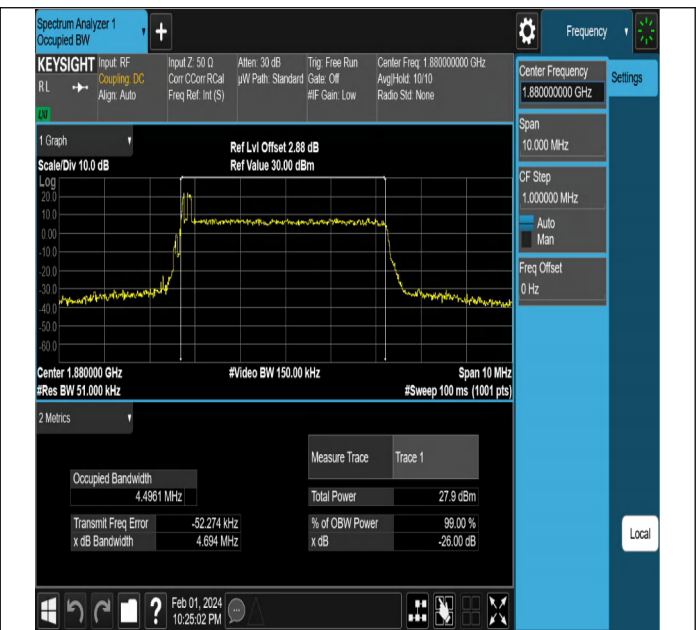 Spectrum Analyzer 1
Occupied BW
+
Frequency
KEYSIGHT Input: RF Input Z: 50 Ω Atten: 30 dB Trig: Free Run Center Freq: 1.880000000 GHz
RL Coupling: DC Corr CCorr RCal µW Path: Standard Gate: Off Avg|Hold: 10/10
Align: Auto Freq Ref: Int (S) #IF Gain: Low Radio Std: None
LXI
Center Frequency
1.880000000 GHz
Settings
Span
10.000 MHz
CF Step
1.000000 MHz
Auto
Man
Freq Offset
0 Hz
1 Graph
Ref Lvl Offset 2.88 dB
Scale/Div 10.0 dB Ref Value 30.00 dBm
Log
20.0
10.0
0.00
-10.0
-20.0
-30.0
-40.0
-50.0
-60.0
Center 1.880000 GHz #Video BW 150.00 kHz Span 10 MHz
#Res BW 51.000 kHz #Sweep 100 ms (1001 pts)
2 Metrics
Measure Trace Trace 1
Occupied Bandwidth
4.4961 MHz
Total Power 27.9 dBm
Transmit Freq Error -52.274 kHz % of OBW Power 99.00 %
x dB Bandwidth 4.694 MHz x dB -26.00 dB
Local
? Feb 01, 2024
10:25:02 PM